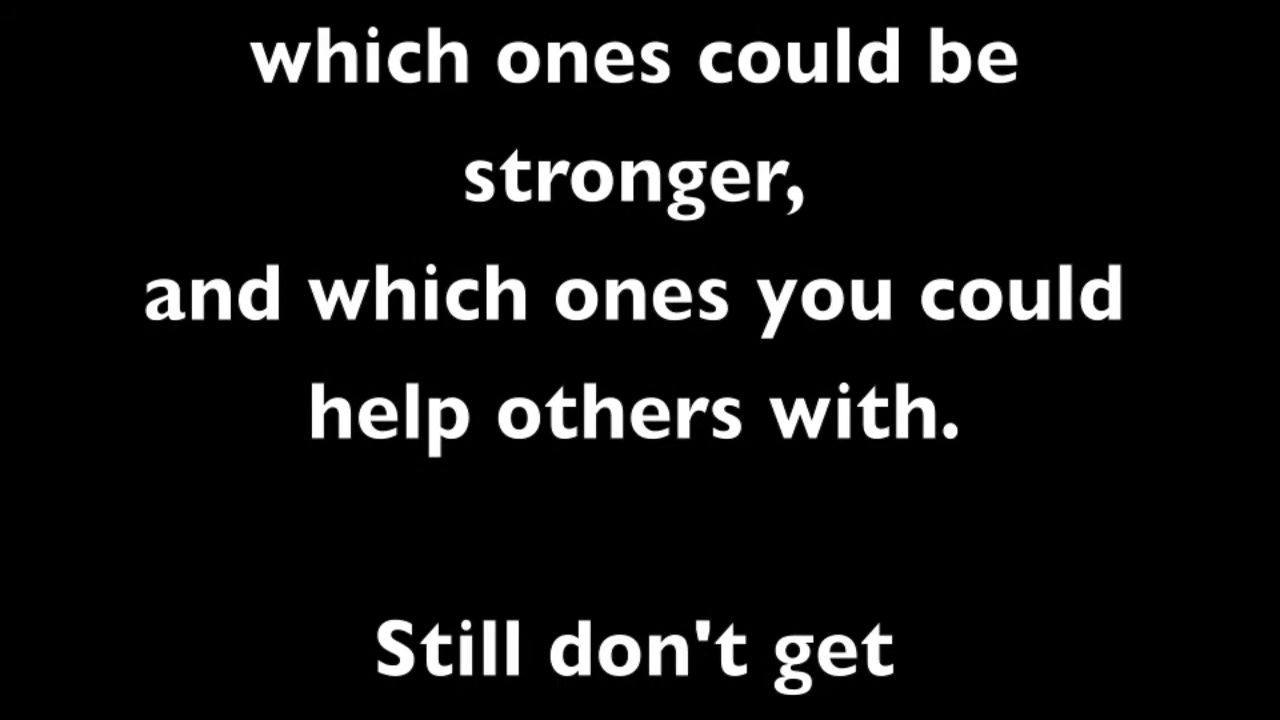 which ones could be
stronger,
and which ones you could
help others with.
Still don't get